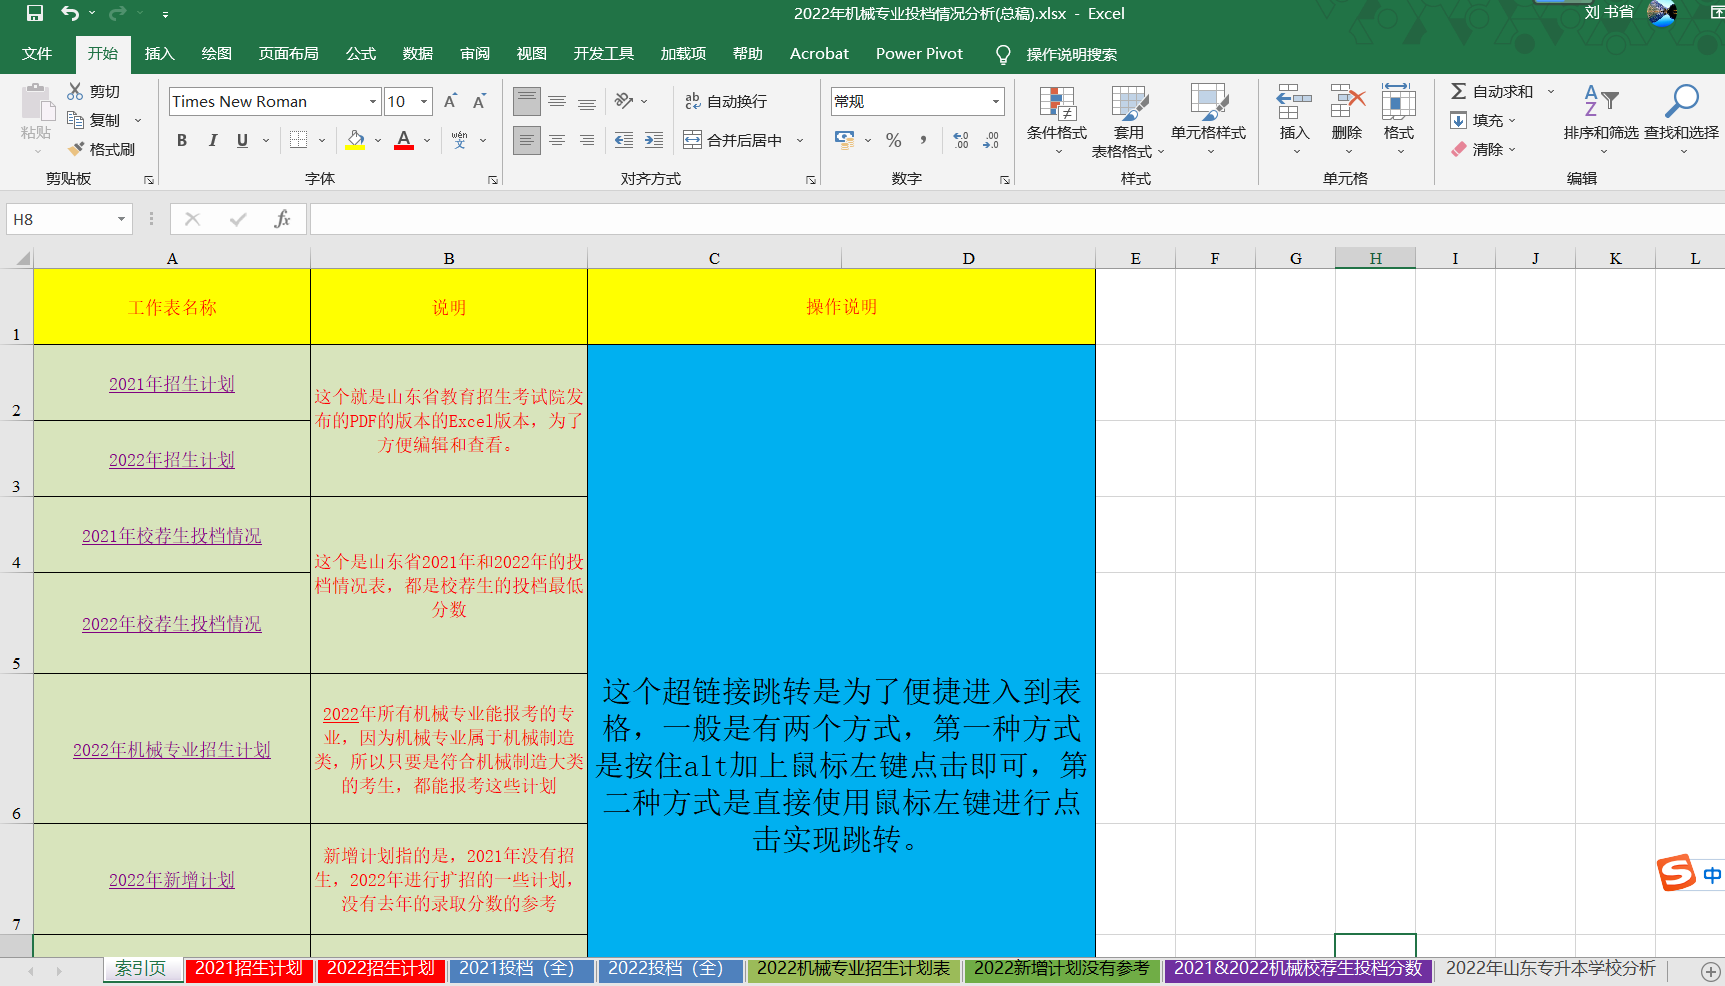 2022年机械专业投档情况分析(总稿).xlsx - Excel
刘 书省
文件 开始 插入 绘图 页面布局 公式 数据 审阅 视图 开发工具 加载项 帮助 Acrobat Power Pivot 操作说明搜索
粘贴
剪切
复制
格式刷
剪贴板
Times New Roman 10
B I U
字体
自动换行
合并后居中
对齐方式
常规
数字
条件格式
套用
表格格式
单元格样式
样式
插入
删除
格式
单元格
自动求和
填充
清除
排序和筛选
查找和选择
编辑
H8
A B C D E F G H I J K L
1
工作表名称
说明
操作说明
2
2021年招生计划
3
2022年招生计划
这个就是山东省教育招生考试院发
布的PDF的版本的Excel版本，为了
方便编辑和查看。
4
2021年校荐生投档情况
5
2022年校荐生投档情况
这个是山东省2021年和2022年的投
档情况表，都是校荐生的投档最低
分数
6
2022年机械专业招生计划
2022年所有机械专业能报考的专
业，因为机械专业属于机械制造
类，所以只要是符合机械制造大类
的考生，都能报考这些计划
7
2022年新增计划
新增计划指的是，2021年没有招
生，2022年进行扩招的一些计划，
没有去年的录取分数的参考
这个超链接跳转是为了便捷进入到表
格，一般是有两个方式，第一种方式
是按住alt加上鼠标左键点击即可，第
二种方式是直接使用鼠标左键进行点
击实现跳转。
中
索引页 2021招生计划 2022招生计划 2021投档（全） 2022投档（全） 2022机械专业招生计划表 2022新增计划没有参考 2021&2022机械校荐生投档分数 2022年山东专升本学校分析